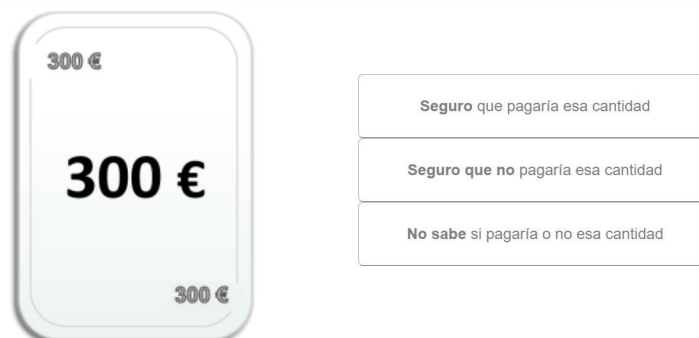 300 €
300 €
300 €
Seguro que pagaría esa cantidad
Seguro que no pagaría esa cantidad
No sabe si pagaría o no esa cantidad